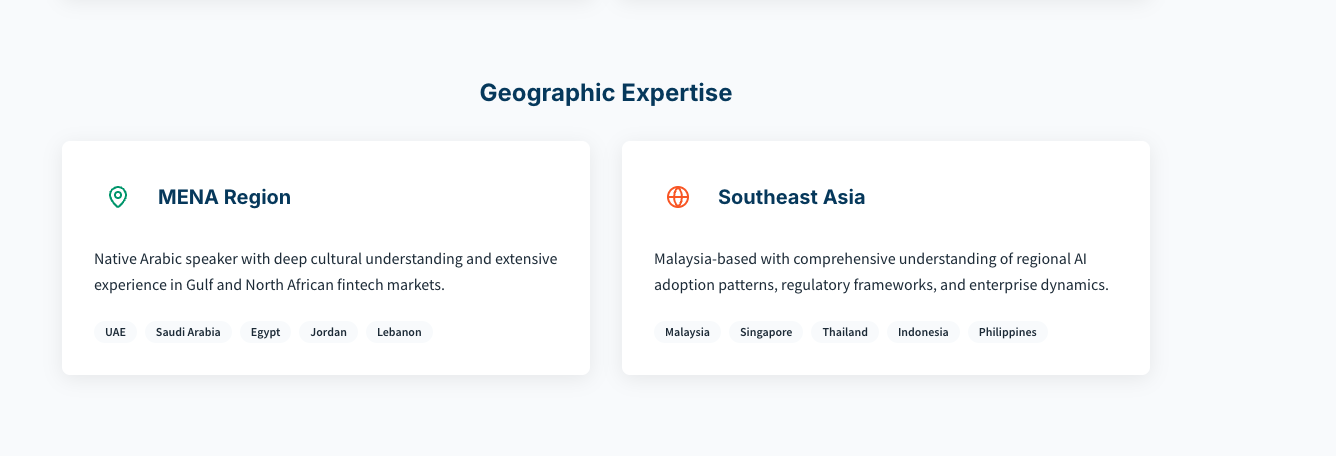 Geographic Expertise
MENA Region
Native Arabic speaker with deep cultural understanding and extensive
experience in Gulf and North African fintech markets.
UAE Saudi Arabia Egypt Jordan Lebanon
Southeast Asia
Malaysia-based with comprehensive understanding of regional AI
adoption patterns, regulatory frameworks, and enterprise dynamics.
Malaysia Singapore Thailand Indonesia Philippines